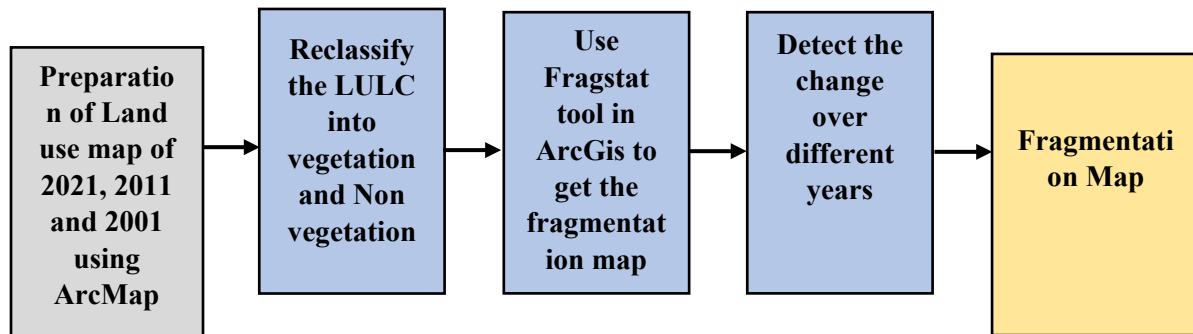 Preparatio
n of Land
use map of
2021, 2011
and 2001
using
ArcMap
Reclassify
the LULC
into
vegetation
and Non
vegetation
Use
Fragstat
tool in
ArcGis to
get the
fragmentat
ion map
Detect the
change
over
different
years
Fragmentati
on Map